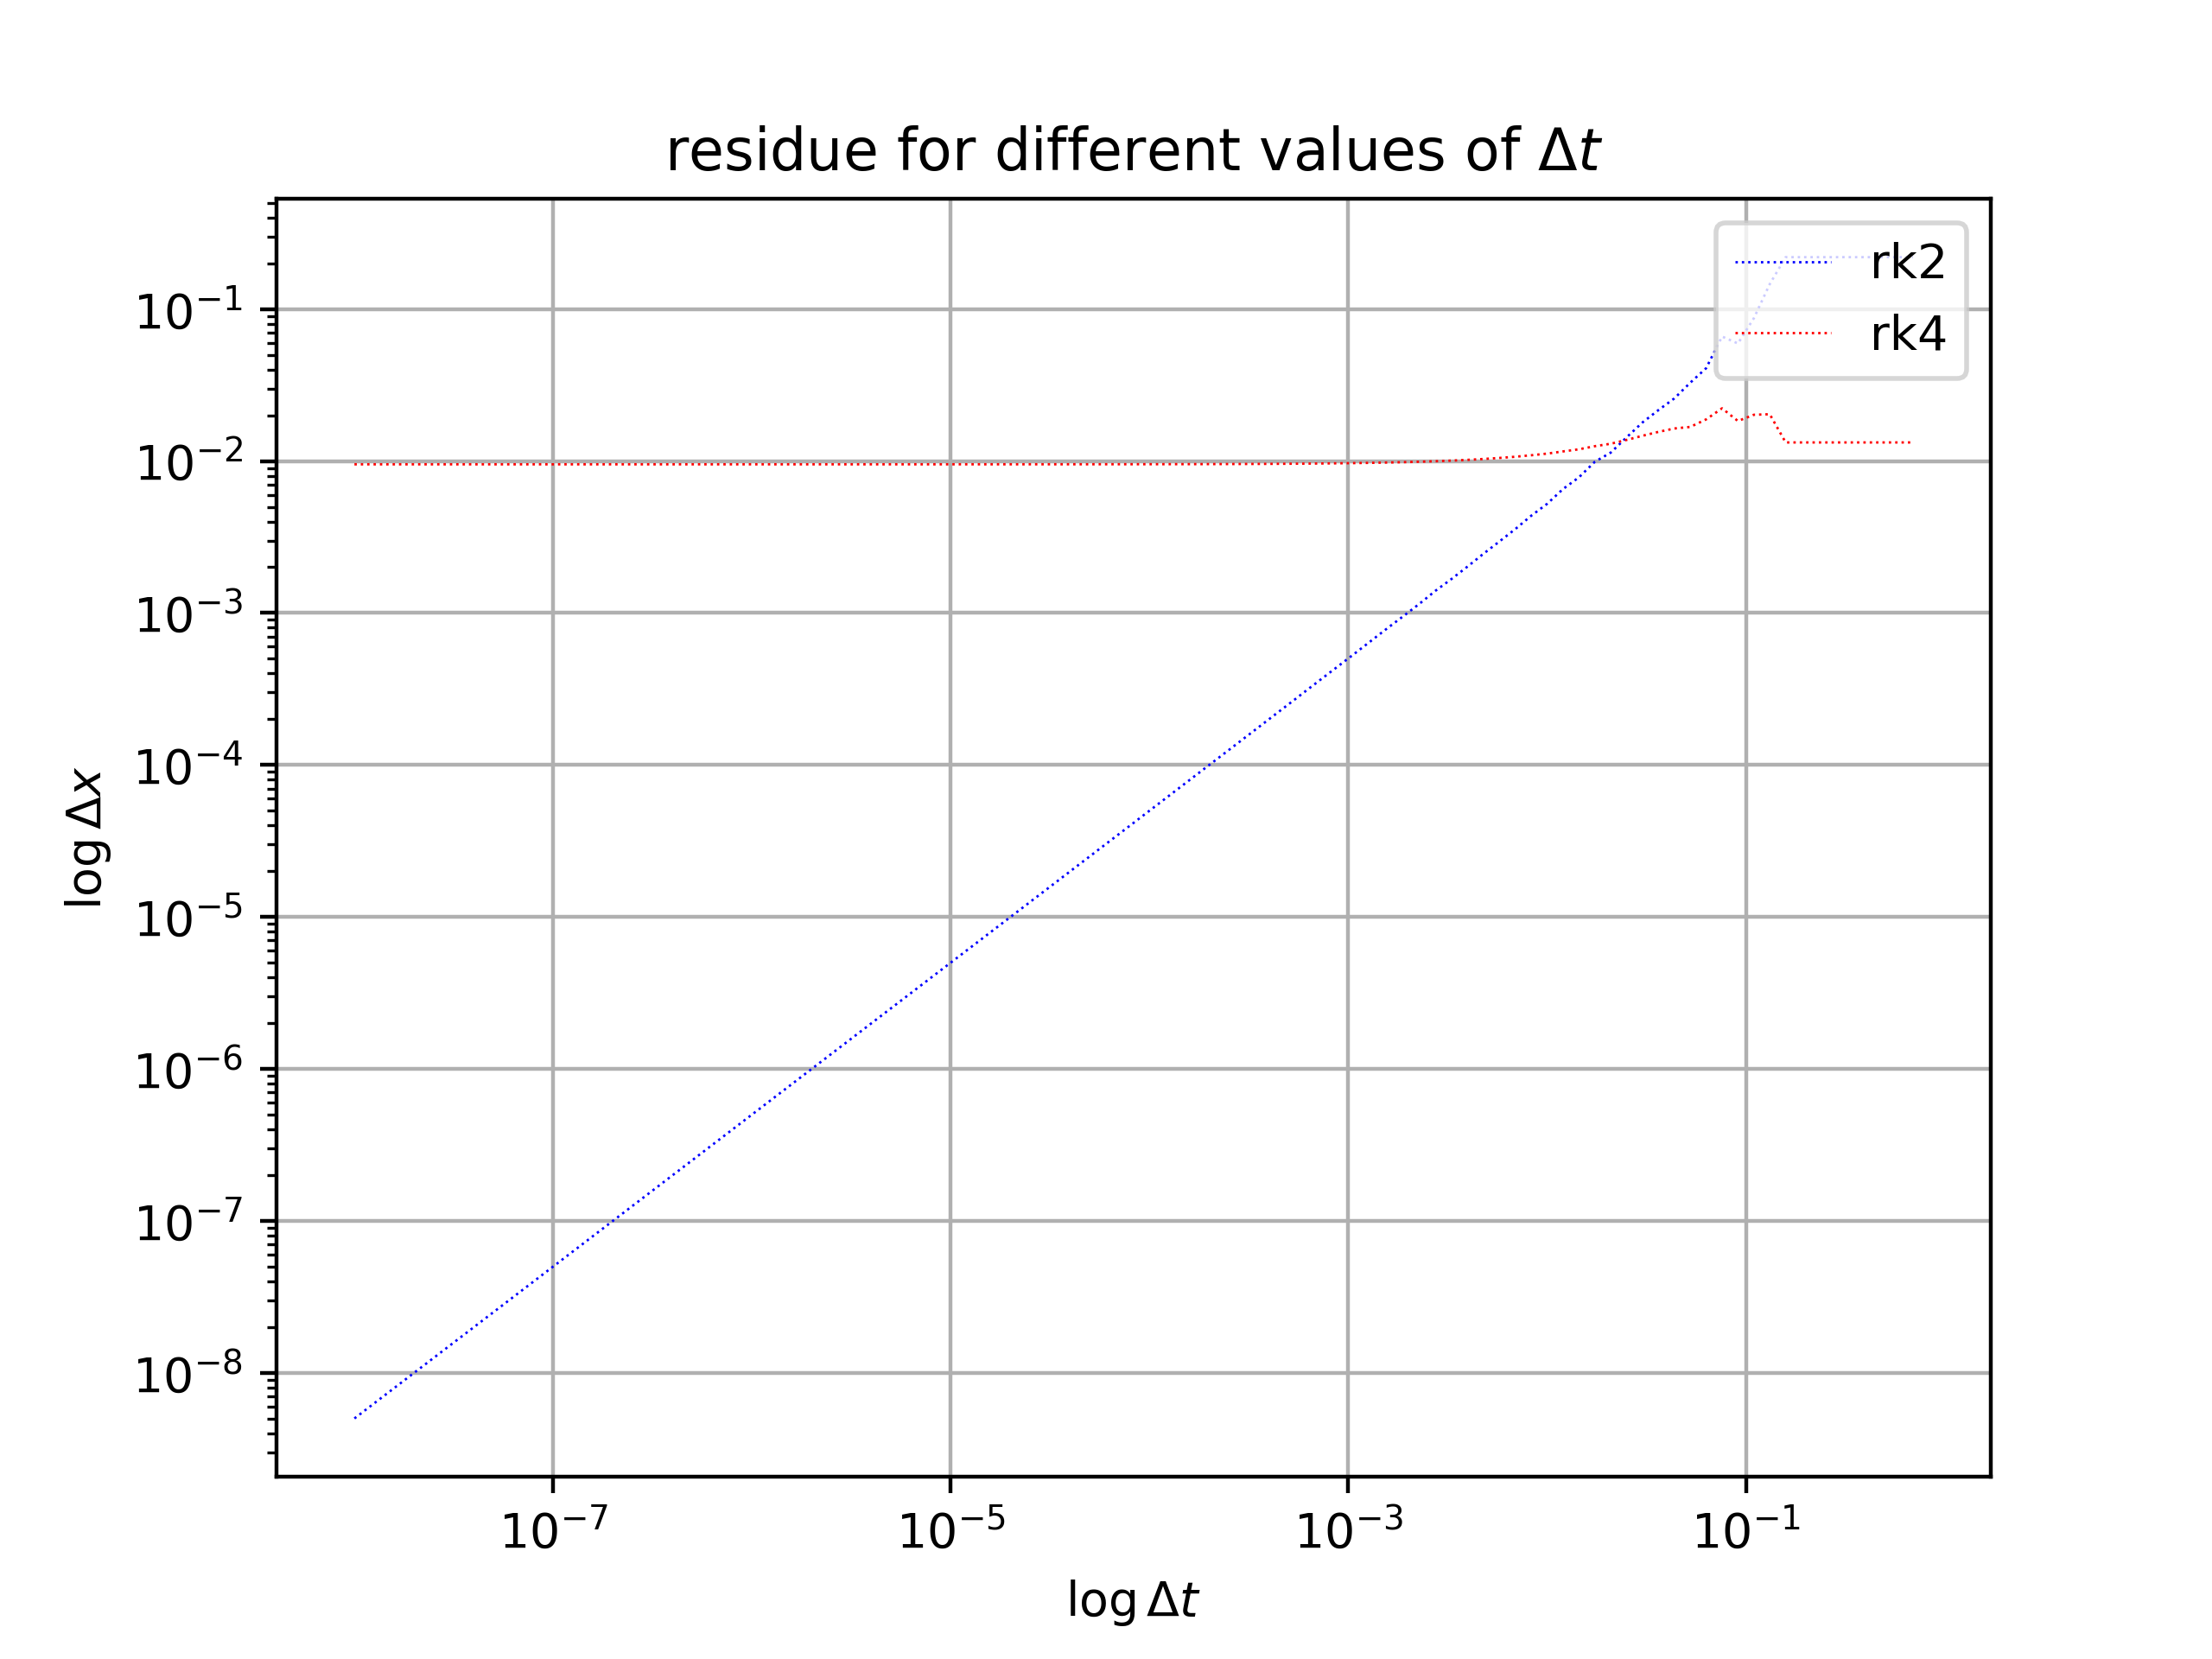 residue for different values of Δt
rk2
rk4
10⁻¹
10⁻²
10⁻³
10⁻⁴
10⁻⁵
10⁻⁶
10⁻⁷
10⁻⁸
log Δx
10⁻⁷ 10⁻⁵ 10⁻³ 10⁻¹
log Δt